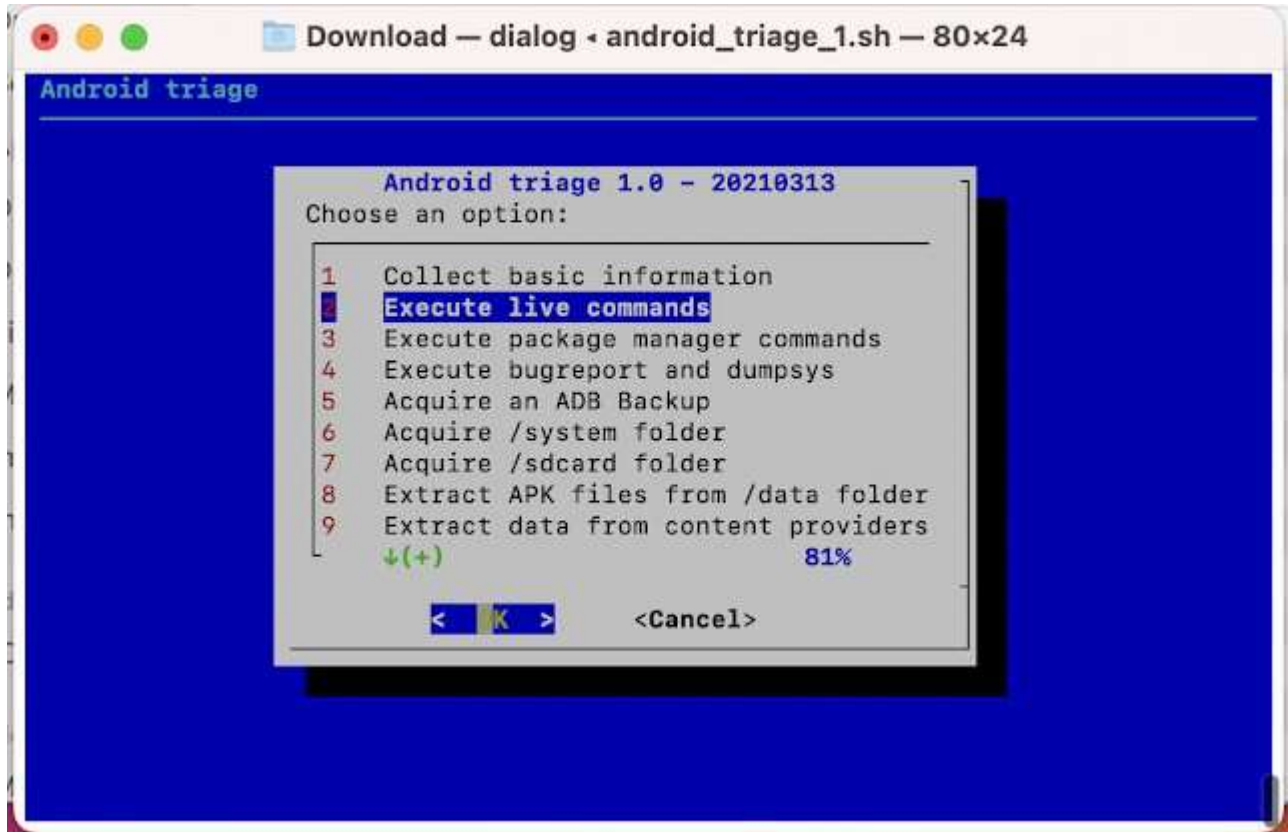 Download — dialog ◂ android_triage_1.sh — 80×24
Android triage
Android triage 1.0 - 20210313
Choose an option:
1 Collect basic information
2 Execute live commands
3 Execute package manager commands
4 Execute bugreport and dumpsys
5 Acquire an ADB Backup
6 Acquire /system folder
7 Acquire /sdcard folder
8 Extract APK files from /data folder
9 Extract data from content providers
↓(+) 81%
< OK > <Cancel>